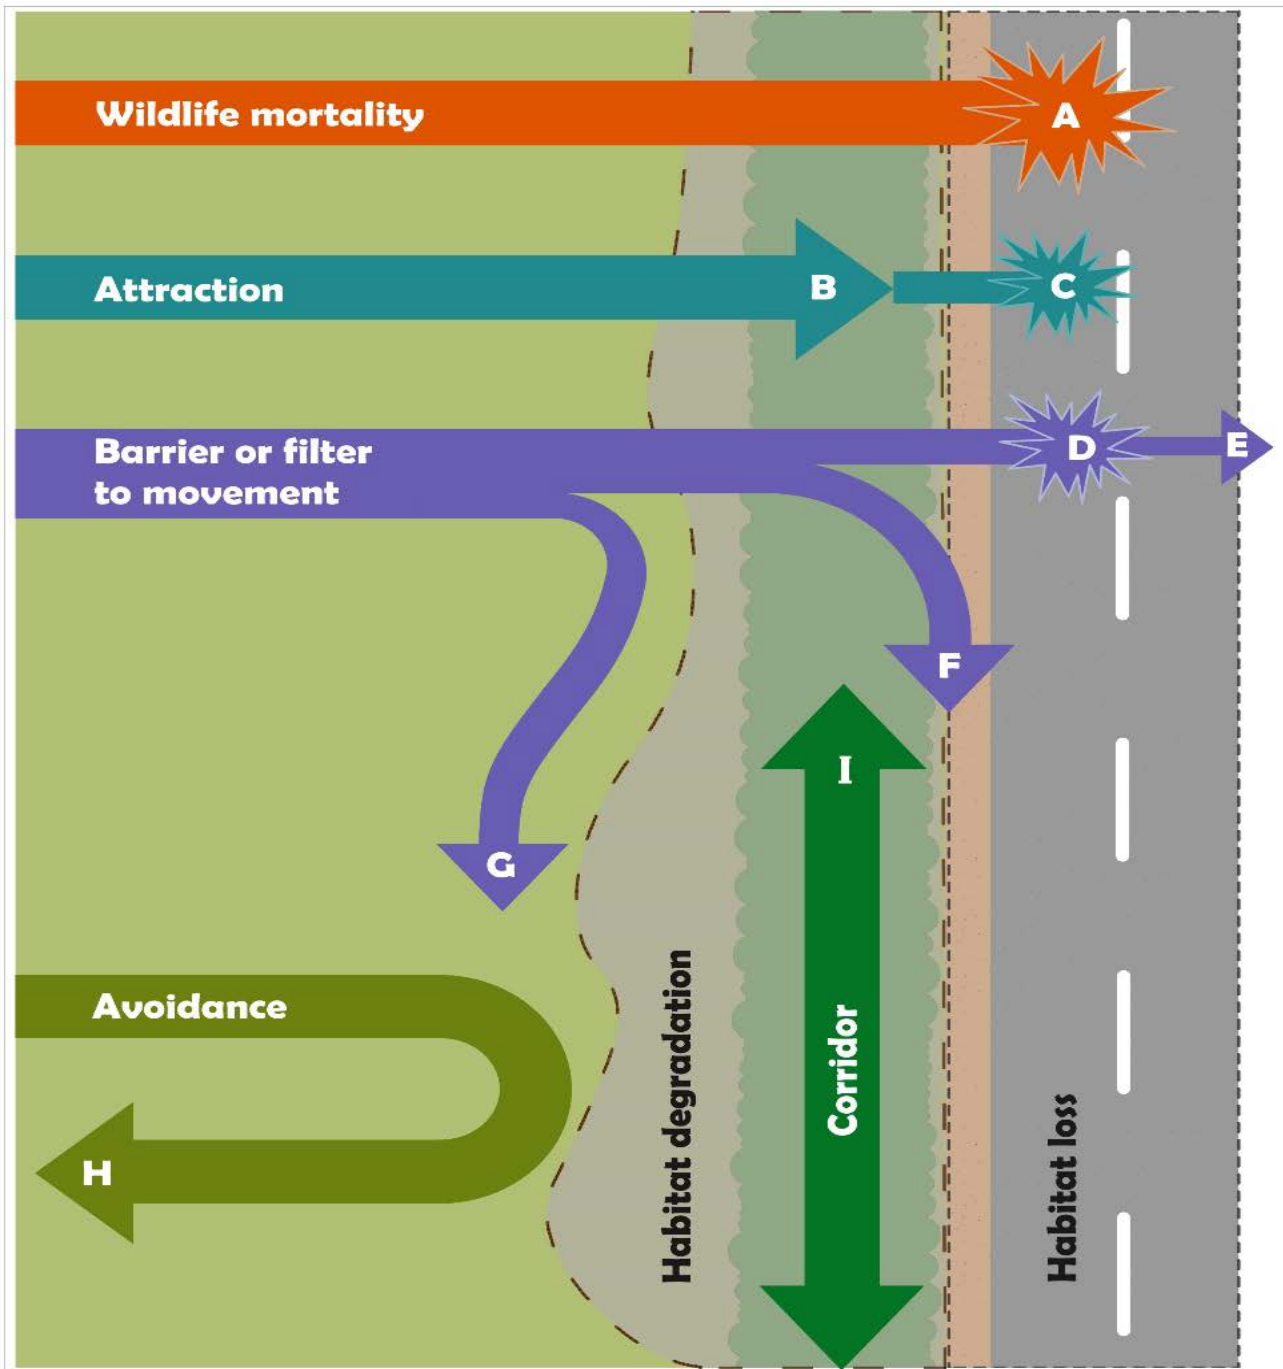 Wildlife mortality
A
Attraction
B
C
Barrier or filter
to movement
D
E
F
G
I
Avoidance
H
Habitat degradation
Corridor
Habitat loss